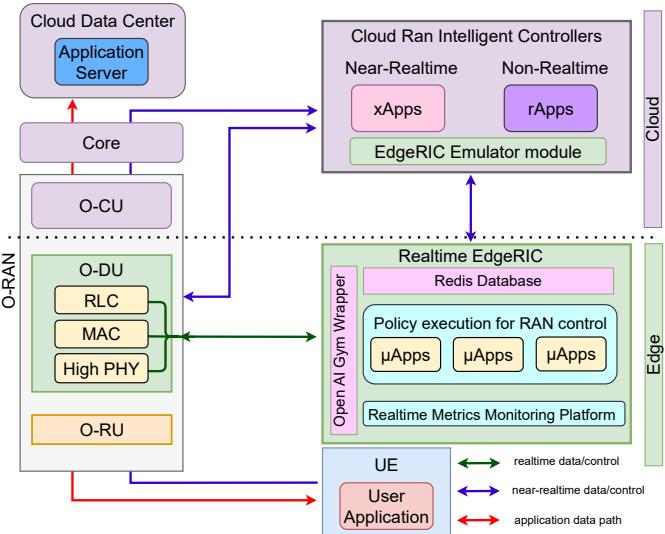 Cloud Data Center
Application
Server
Core
O-CU
O-RAN
O-DU
RLC
MAC
High PHY
O-RU
Cloud Ran Intelligent Controllers
Near-Realtime
Non-Realtime
xApps
rApps
EdgeRIC Emulator module
Cloud
Realtime EdgeRIC
Open AI Gym Wrapper
Redis Database
Policy execution for RAN control
µApps
µApps
µApps
Realtime Metrics Monitoring Platform
Edge
UE
User
Application
realtime data/control
near-realtime data/control
application data path